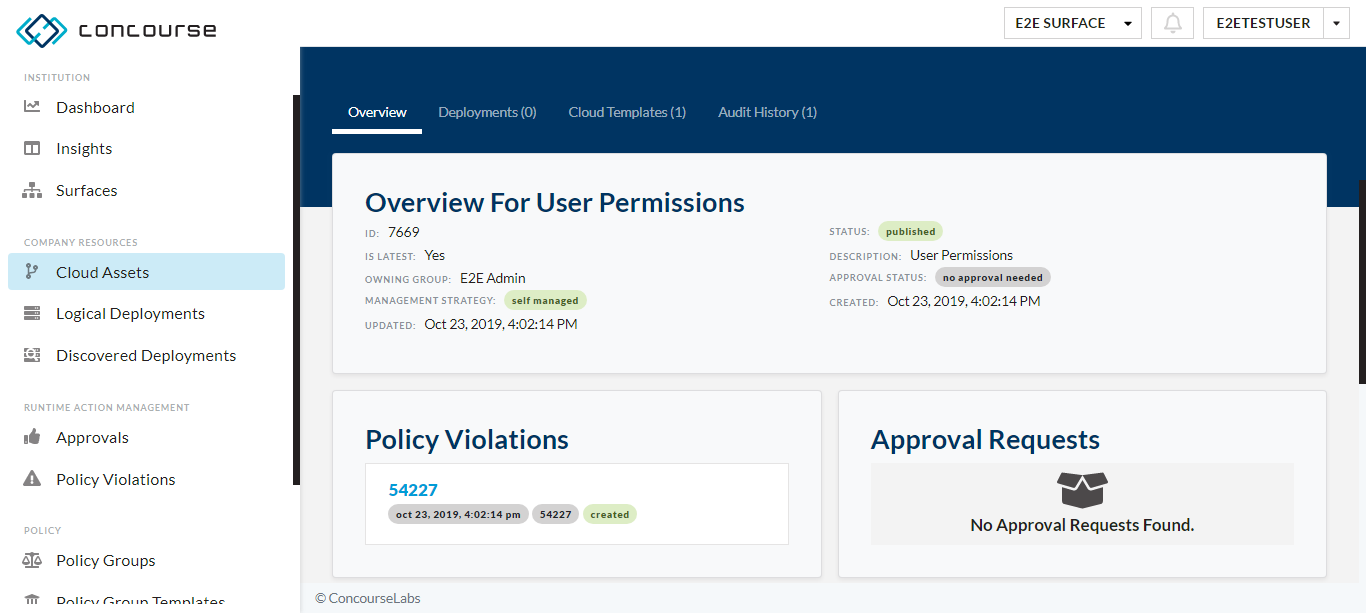 concourse
E2E SURFACE
E2ETESTUSER
INSTITUTION
Dashboard
Insights
Surfaces
COMPANY RESOURCES
Cloud Assets
Logical Deployments
Discovered Deployments
RUNTIME ACTION MANAGEMENT
Approvals
Policy Violations
POLICY
Policy Groups
Policy Group Templates
Overview Deployments (0) Cloud Templates (1) Audit History (1)
Overview For User Permissions
ID: 7669
IS LATEST: Yes
OWNING GROUP: E2E Admin
MANAGEMENT STRATEGY: self managed
UPDATED: Oct 23, 2019, 4:02:14 PM
STATUS: published
DESCRIPTION: User Permissions
APPROVAL STATUS: no approval needed
CREATED: Oct 23, 2019, 4:02:14 PM
Policy Violations
54227
oct 23, 2019, 4:02:14 pm 54227 created
Approval Requests
No Approval Requests Found.
© ConcourseLabs